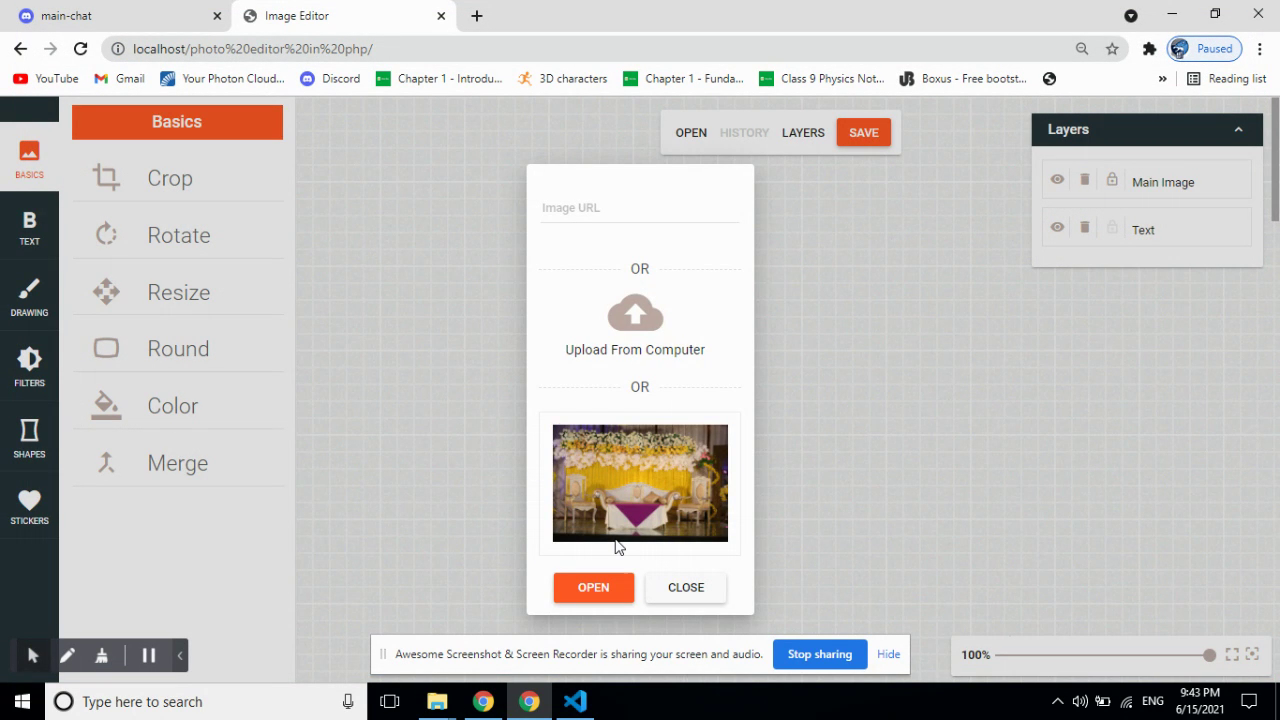 main-chat
Image Editor
localhost/photo%20editor%20in%20php/
Paused
YouTube
Gmail
Your Photon Cloud...
Discord
Chapter 1 - Introdu...
3D characters
Chapter 1 - Funda...
Class 9 Physics Not...
Boxus - Free bootst...
»
Reading list
Basics
OPEN HISTORY LAYERS SAVE
Layers
BASICS
Crop
Main Image
Image URL
B
TEXT
Rotate
Text
OR
DRAWING
Resize
Upload From Computer
FILTERS
Round
OR
SHAPES
Color
STICKERS
Merge
OPEN CLOSE
Awesome Screenshot & Screen Recorder is sharing your screen and audio.
Stop sharing
Hide
100%
Type here to search
ENG
9:43 PM
6/15/2021